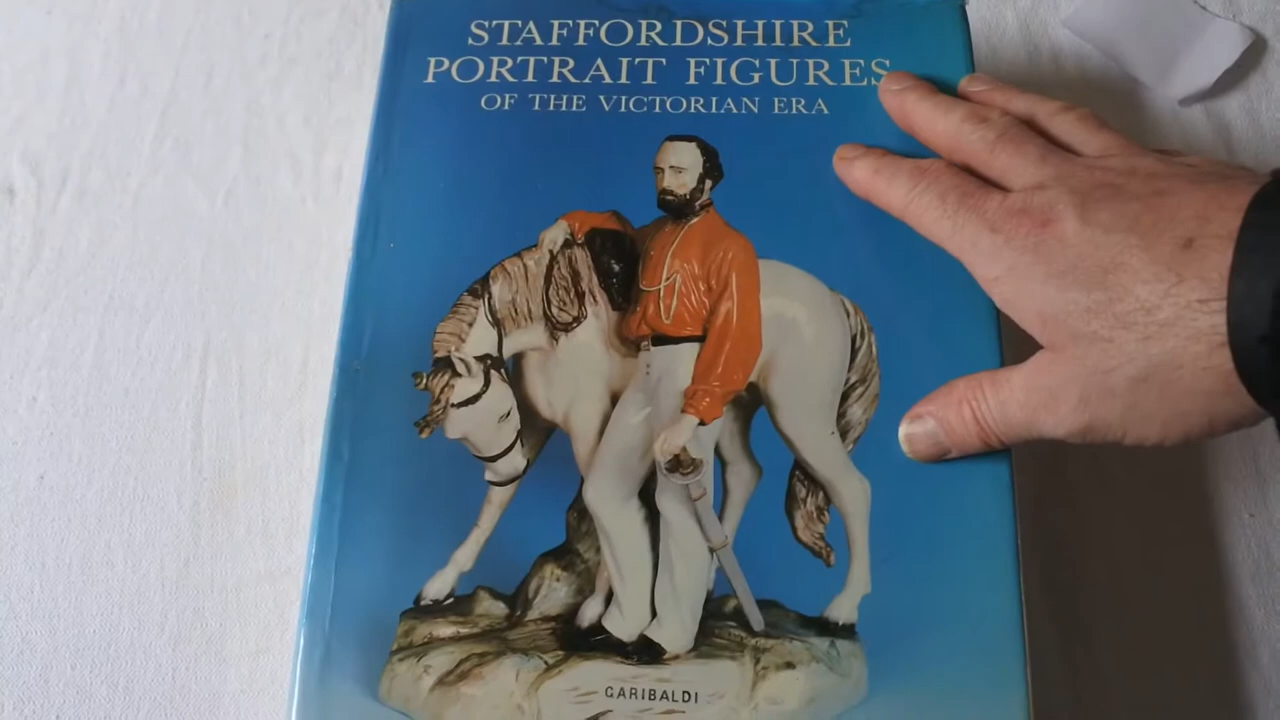 STAFFORDSHIRE
PORTRAIT FIGURES
OF THE VICTORIAN ERA
GARIBALDI